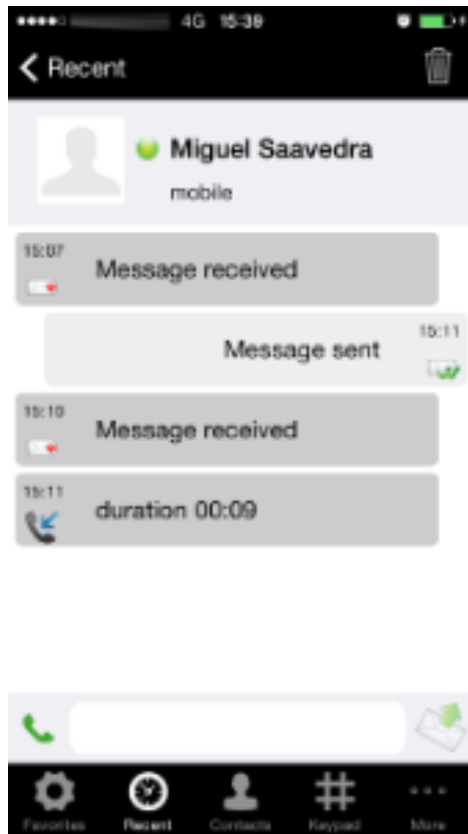 4G 15:39
Recent
Miguel Saavedra
mobile
15:07
Message received
15:11
Message sent
15:10
Message received
15:11
duration 00:09
Favorites Recent Contacts Keypad More